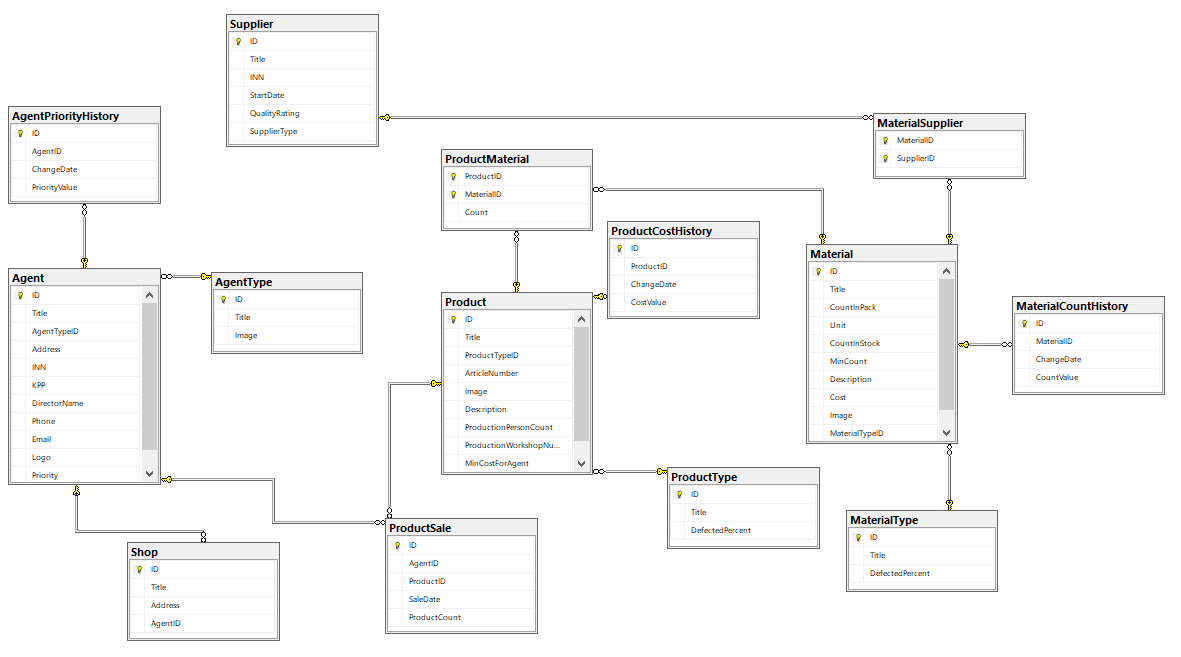 Supplier
ID
Title
INN
StartDate
QualityRating
SupplierType
AgentPriorityHistory
ID
AgentID
ChangeDate
PriorityValue
MaterialSupplier
MaterialID
SupplierID
ProductMaterial
ProductID
MaterialID
Count
ProductCostHistory
ID
ProductID
ChangeDate
CostValue
Material
ID
Title
CountInPack
Unit
CountInStock
MinCount
Description
Cost
Image
MaterialTypeID
Agent
ID
Title
AgentTypeID
Address
INN
KPP
DirectorName
Phone
Email
Logo
Priority
AgentType
ID
Title
Image
Product
ID
Title
ProductTypeID
ArticleNumber
Image
Description
ProductionPersonCount
ProductionWorkshopNu...
MinCostForAgent
MaterialCountHistory
ID
MaterialID
ChangeDate
CountValue
ProductType
ID
Title
DefectedPercent
MaterialType
ID
Title
DefectedPercent
ProductSale
ID
AgentID
ProductID
SaleDate
ProductCount
Shop
ID
Title
Address
AgentID